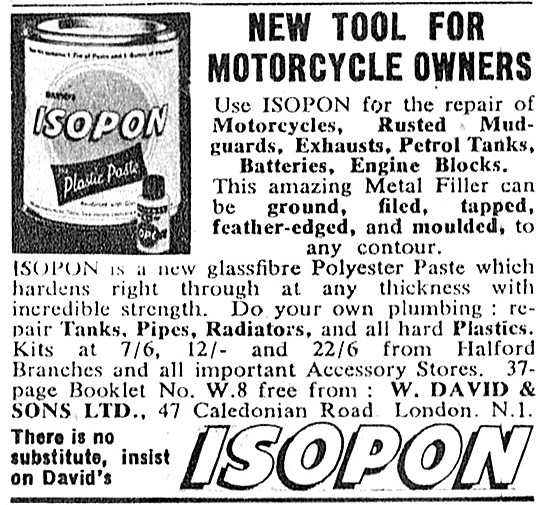 NEW TOOL FOR
MOTORCYCLE OWNERS
DAVID'S
ISOPON
Plastic Paste
ISOPON
Use ISOPON for the repair of
Motorcycles, Rusted Mud-
guards, Exhausts, Petrol Tanks,
Batteries, Engine Blocks.
This amazing Metal Filler can
be ground, filed, tapped,
feather-edged, and moulded, to
any contour.
ISOPON is a new glassfibre Polyester Paste which
hardens right through at any thickness with
incredible strength. Do your own plumbing : re-
pair Tanks, Pipes, Radiators, and all hard Plastics.
Kits at 7/6, 12/- and 22/6 from Halford
Branches and all important Accessory Stores. 37-
page Booklet No. W.8 free from : W. DAVID &
SONS LTD., 47 Caledonian Road London. N.1.
There is no
substitute, insist
on David's
ISOPON